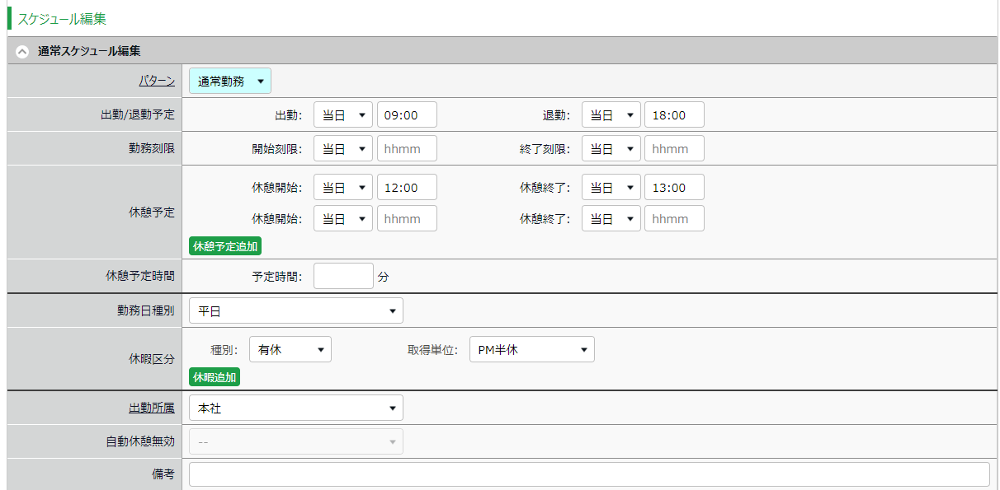 スケジュール編集
通常スケジュール編集
パターン 通常勤務
出勤/退勤予定 出勤: 当日 09:00 退勤: 当日 18:00
勤務刻限 開始刻限: 当日 hhmm 終了刻限: 当日 hhmm
休憩予定 休憩開始: 当日 12:00 休憩終了: 当日 13:00
休憩開始: 当日 hhmm 休憩終了: 当日 hhmm
休憩予定追加
休憩予定時間 予定時間: 分
勤務日種別 平日
休暇区分 種別: 有休 取得単位: PM半休
休暇追加
出勤所属 本社
自動休憩無効 --
備考